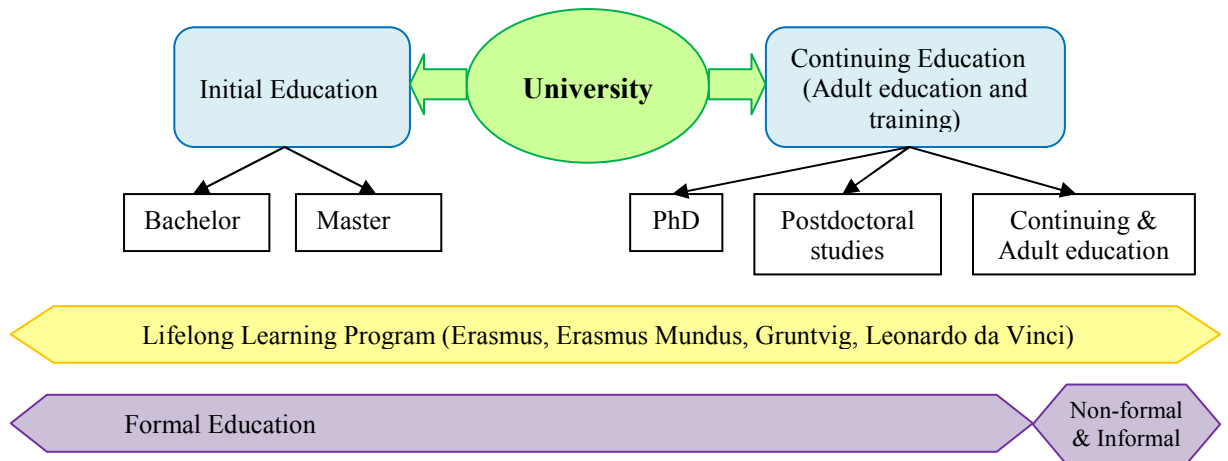 Initial Education
University
Continuing Education
(Adult education and
training)
Bachelor
Master
PhD
Postdoctoral
studies
Continuing &
Adult education
Lifelong Learning Program (Erasmus, Erasmus Mundus, Gruntvig, Leonardo da Vinci)
Formal Education
Non-formal
& Informal